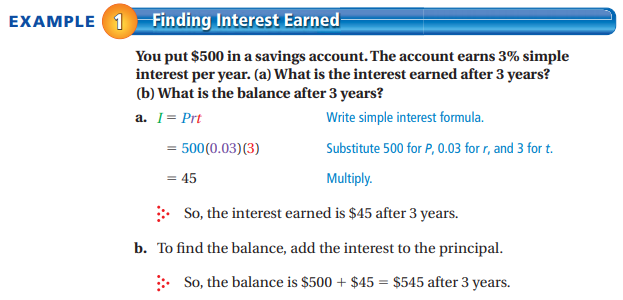 EXAMPLE 1 Finding Interest Earned
You put $500 in a savings account. The account earns 3% simple
interest per year. (a) What is the interest earned after 3 years?
(b) What is the balance after 3 years?
a. I = Prt Write simple interest formula.
= 500(0.03)(3) Substitute 500 for P, 0.03 for r, and 3 for t.
= 45 Multiply.
So, the interest earned is $45 after 3 years.
b. To find the balance, add the interest to the principal.
So, the balance is $500 + $45 = $545 after 3 years.